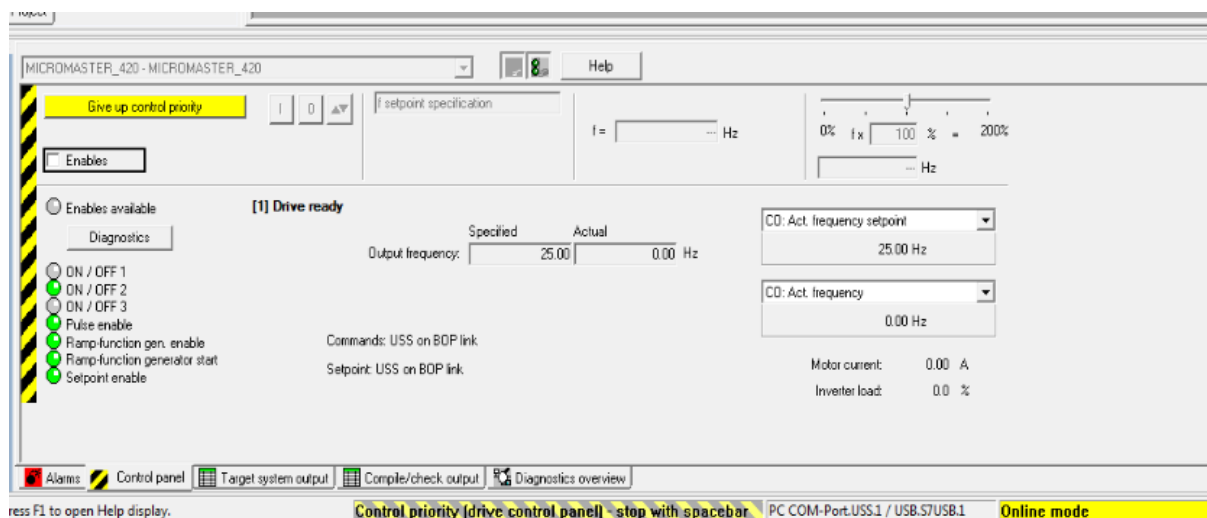 Project
MICROMASTER_420 - MICROMASTER_420
Help
Give up control priority
I 0
f setpoint specification
f = --- Hz
0% f x 100 % = 200%
--- Hz
Enables
Enables available
[1] Drive ready
Diagnostics
Specified Actual
Output frequency: 25.00 0.00 Hz
CO: Act. frequency setpoint
25.00 Hz
ON / OFF 1
ON / OFF 2
ON / OFF 3
Pulse enable
Ramp-function gen. enable
Ramp-function generator start
Setpoint enable
CO: Act. frequency
0.00 Hz
Commands: USS on BOP link
Setpoint: USS on BOP link
Motor current: 0.00 A
Inverter load: 0.0 %
Alarms
Control panel
Target system output
Compile/check output
Diagnostics overview
ress F1 to open Help display.
Control priority [drive control panel] - stop with spacebar
PC COM-Port.USS.1 / USB.S7USB.1
Online mode